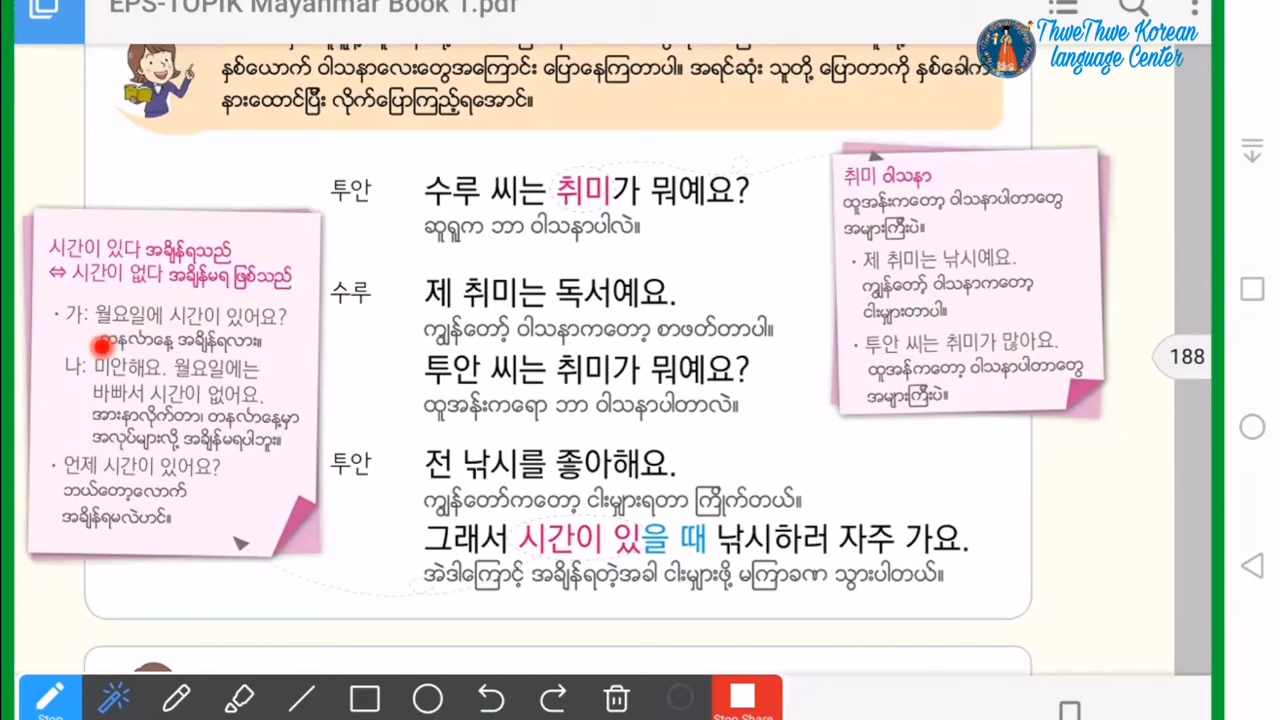 EPS-TOPIK Mayanmar Book 1.pdf
ThweThwe Korean
language Center
နှစ်ယောက် ဝါသနာလေးတွေအကြောင်း ပြောနေကြတာပါ။ အရင်ဆုံး သူတို့ ပြောတာကို နှစ်ခေါက်
နားထောင်ပြီး လိုက်ပြောကြည့်ရအောင်။
투안 수루 씨는 취미가 뭐예요?
ဆူရူက ဘာ ဝါသနာပါလဲ။
수루 제 취미는 독서예요.
ကျွန်တော့် ဝါသနာကတော့ စာဖတ်တာပါ။
투안 씨는 취미가 뭐예요?
ထူအန်းကရော ဘာ ဝါသနာပါတာလဲ။
투안 전 낚시를 좋아해요.
ကျွန်တော်ကတော့ ငါးမျှားရတာ ကြိုက်တယ်။
그래서 시간이 있을 때 낚시하러 자주 가요.
အဲဒါကြောင့် အချိန်ရတဲ့အခါ ငါးမျှားဖို့ မကြာခဏ သွားပါတယ်။
시간이 있다 အချိန်ရသည်
⇔ 시간이 없다 အချိန်မရ ဖြစ်သည်
· 가: 월요일에 시간이 있어요?
တနင်္လာနေ့ အချိန်ရလား။
나: 미안해요. 월요일에는
바빠서 시간이 없어요.
အားနာလိုက်တာ၊ တနင်္လာနေ့မှာ
အလုပ်များလို့ အချိန်မရပါဘူး။
· 언제 시간이 있어요?
ဘယ်တော့လောက်
အချိန်ရမလဲဟင်။
취미 ဝါသနာ
ထူအန်းကတော့ ဝါသနာပါတာတွေ
အများကြီးပဲ။
· 제 취미는 낚시예요.
ကျွန်တော့် ဝါသနာကတော့
ငါးမျှားတာပါ။
· 투안 씨는 취미가 많아요.
ထူအန်ကတော့ ဝါသနာပါတာတွေ
အများကြီးပဲ။
188
Stop
Stop Share